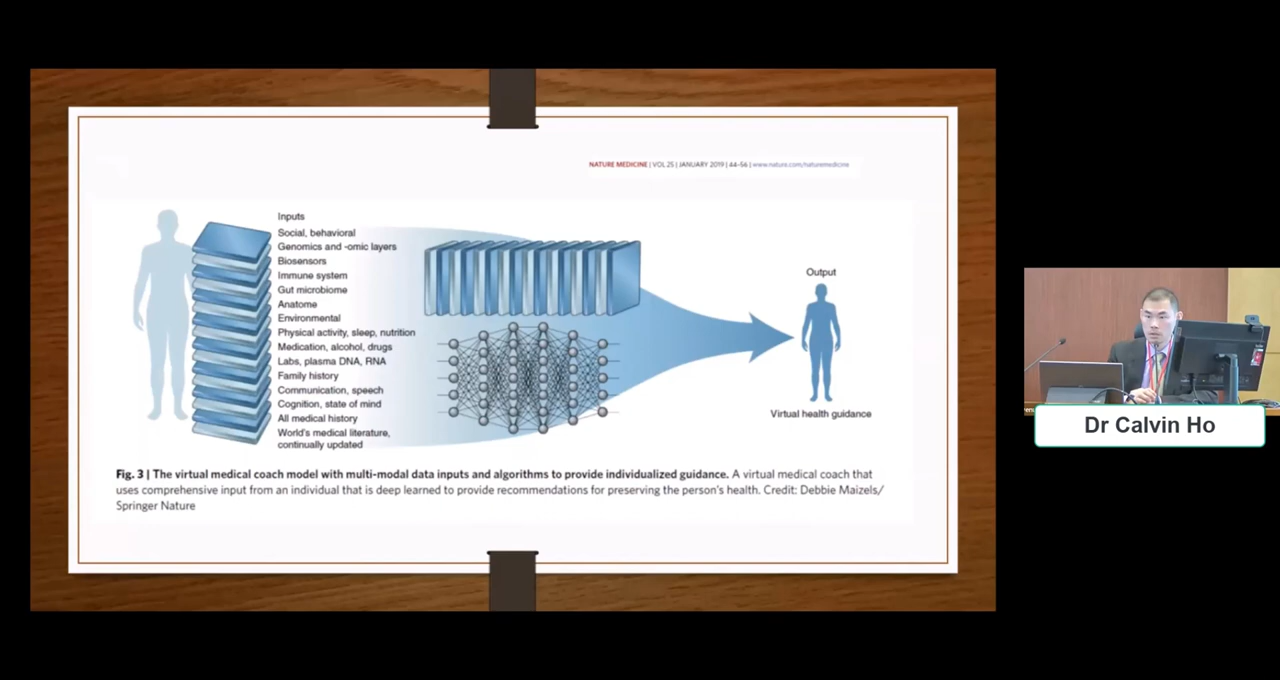 NATURE MEDICINE | VOL 25 | JANUARY 2019 | 44–56 | www.nature.com/naturemedicine
Inputs
Social, behavioral
Genomics and -omic layers
Biosensors
Immune system
Gut microbiome
Anatome
Environmental
Physical activity, sleep, nutrition
Medication, alcohol, drugs
Labs, plasma DNA, RNA
Family history
Communication, speech
Cognition, state of mind
All medical history
World's medical literature,
continually updated
Output
Virtual health guidance
Fig. 3 | The virtual medical coach model with multi-modal data inputs and algorithms to provide individualized guidance. A virtual medical coach that
uses comprehensive input from an individual that is deep learned to provide recommendations for preserving the person's health. Credit: Debbie Maizels/
Springer Nature
Dr Calvin Ho